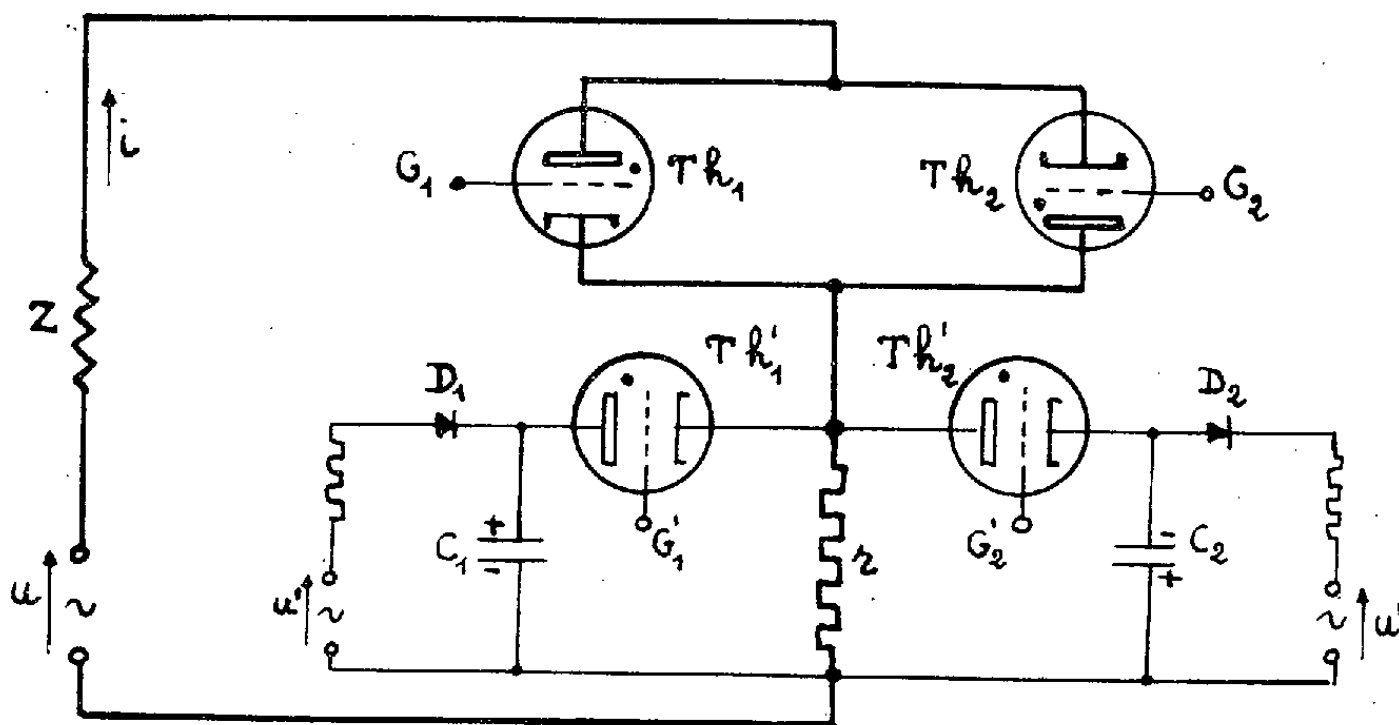 i
G₁
Th₁
Th₂
G₂
Z
Th'₁
Th'₂
D₁
D₂
+
C₁
-
G'₁
G'₂
r
-
C₂
+
u
~
u'
~
~
u'